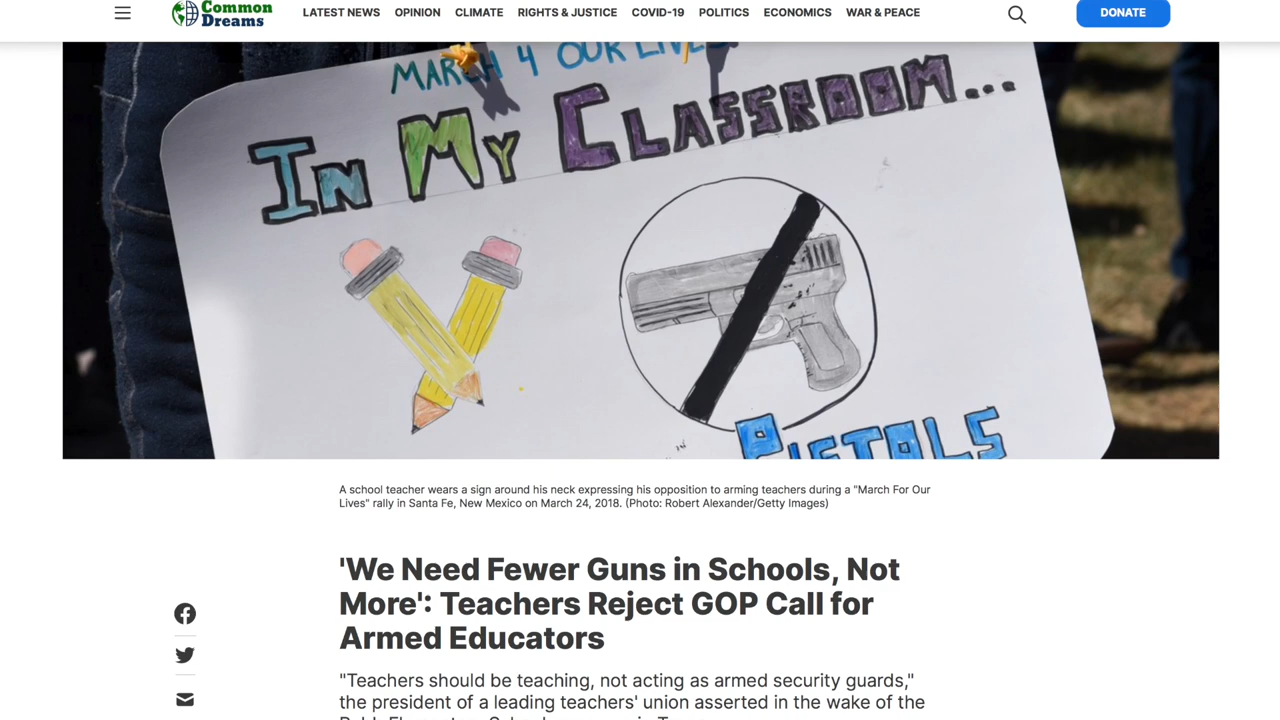 Common
Dreams
LATEST NEWS OPINION CLIMATE RIGHTS & JUSTICE COVID-19 POLITICS ECONOMICS WAR & PEACE
DONATE
MARCH 4 OUR LIVES
IN MY CLASSROOM...
PISTOLS
A school teacher wears a sign around his neck expressing his opposition to arming teachers during a "March For Our
Lives" rally in Santa Fe, New Mexico on March 24, 2018. (Photo: Robert Alexander/Getty Images)
'We Need Fewer Guns in Schools, Not
More': Teachers Reject GOP Call for
Armed Educators
"Teachers should be teaching, not acting as armed security guards,"
the president of a leading teachers' union asserted in the wake of the